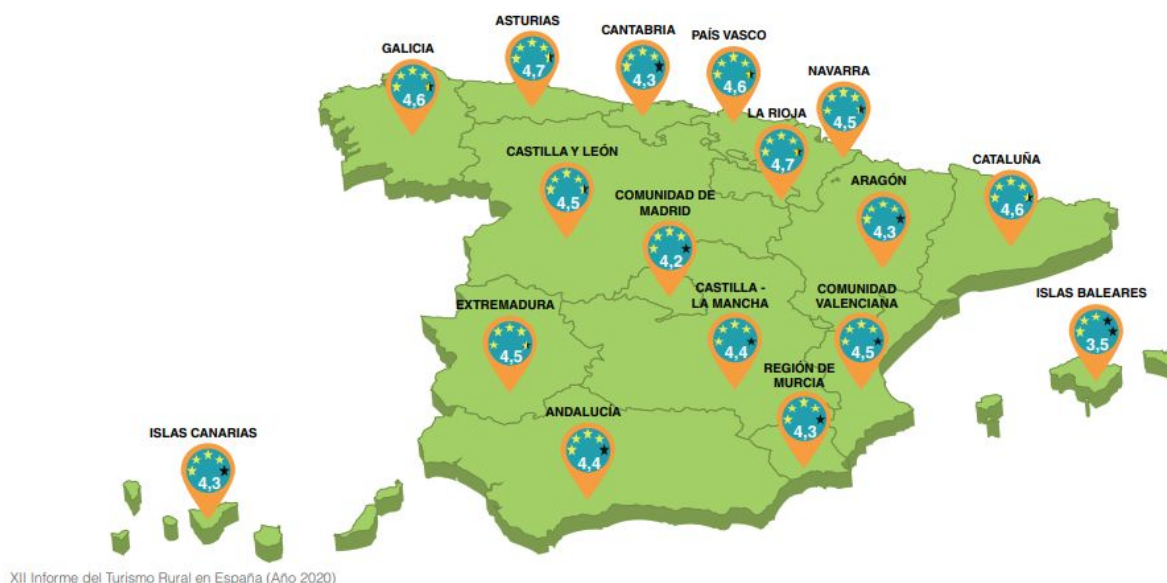 ASTURIAS
4,7
CANTABRIA
4,3
PAÍS VASCO
4,6
GALICIA
4,6
NAVARRA
4,5
LA RIOJA
4,7
CASTILLA Y LEÓN
4,5
CATALUÑA
4,6
ARAGÓN
4,3
COMUNIDAD DE
MADRID
4,2
EXTREMADURA
4,5
CASTILLA -
LA MANCHA
4,4
COMUNIDAD
VALENCIANA
4,5
ISLAS BALEARES
3,5
REGIÓN DE
MURCIA
4,3
ANDALUCÍA
4,4
ISLAS CANARIAS
4,3
XII Informe del Turismo Rural en España (Año 2020)